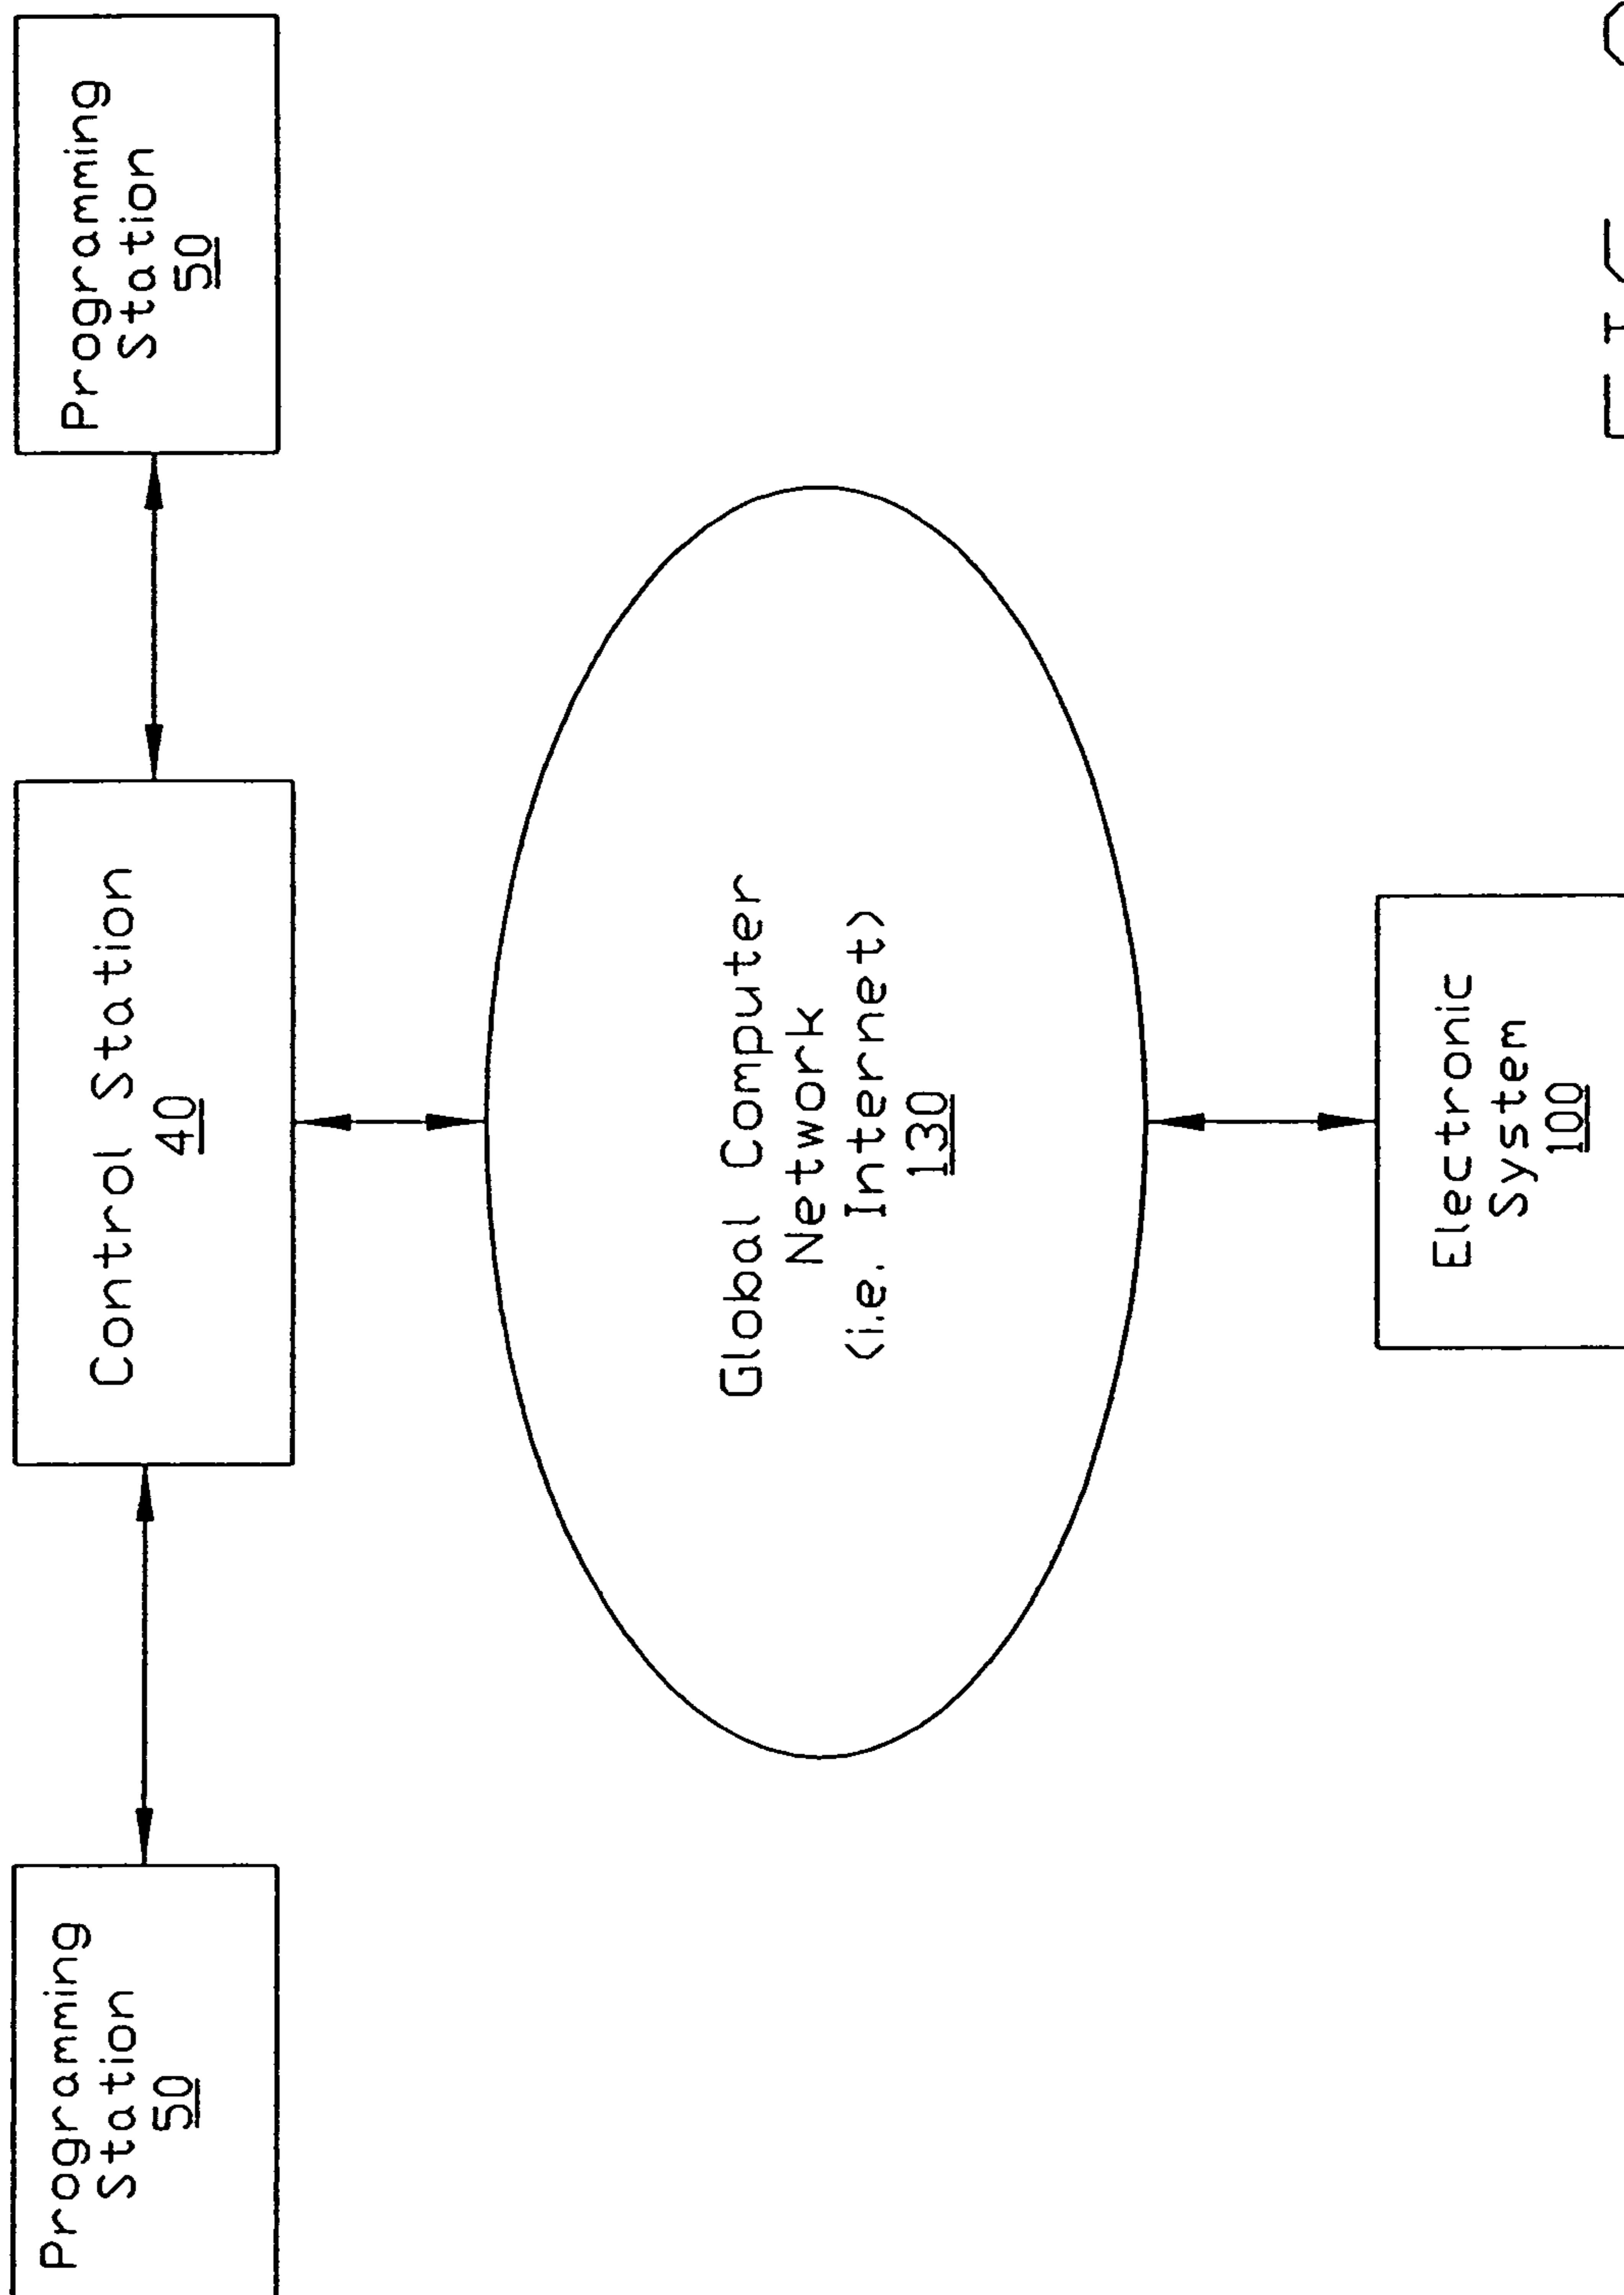 Programming
Station
50
Control Station
40
Programming
Station
50
Global Computer
Network
(i.e. Internet)
130
Electronic
System
100